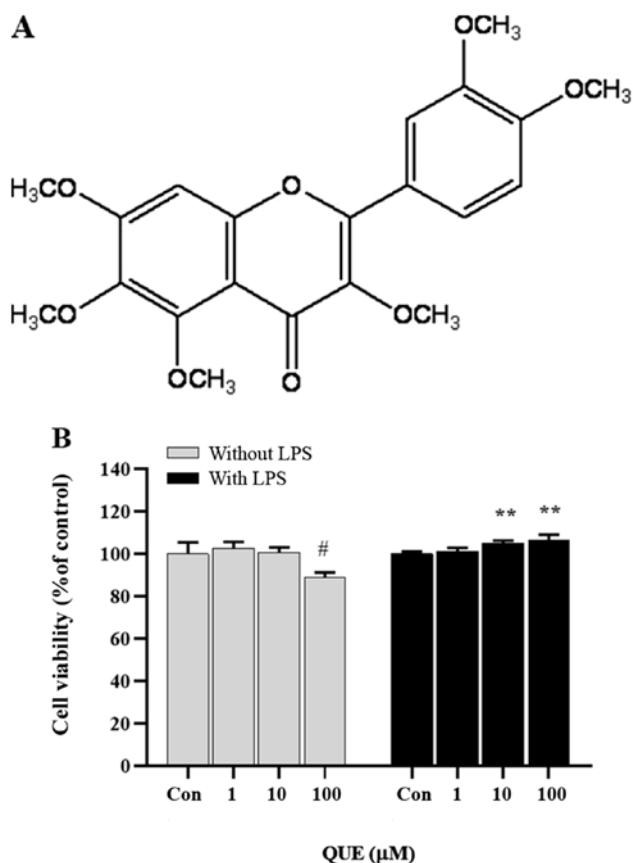 A
OCH3
OCH3
H3CO
O
H3CO
OCH3
OCH3
O
B
Without LPS
With LPS
Cell viability (% of control)
140
120
100
80
60
40
20
0
#
**
**
Con 1 10 100 Con 1 10 100
QUE (μM)